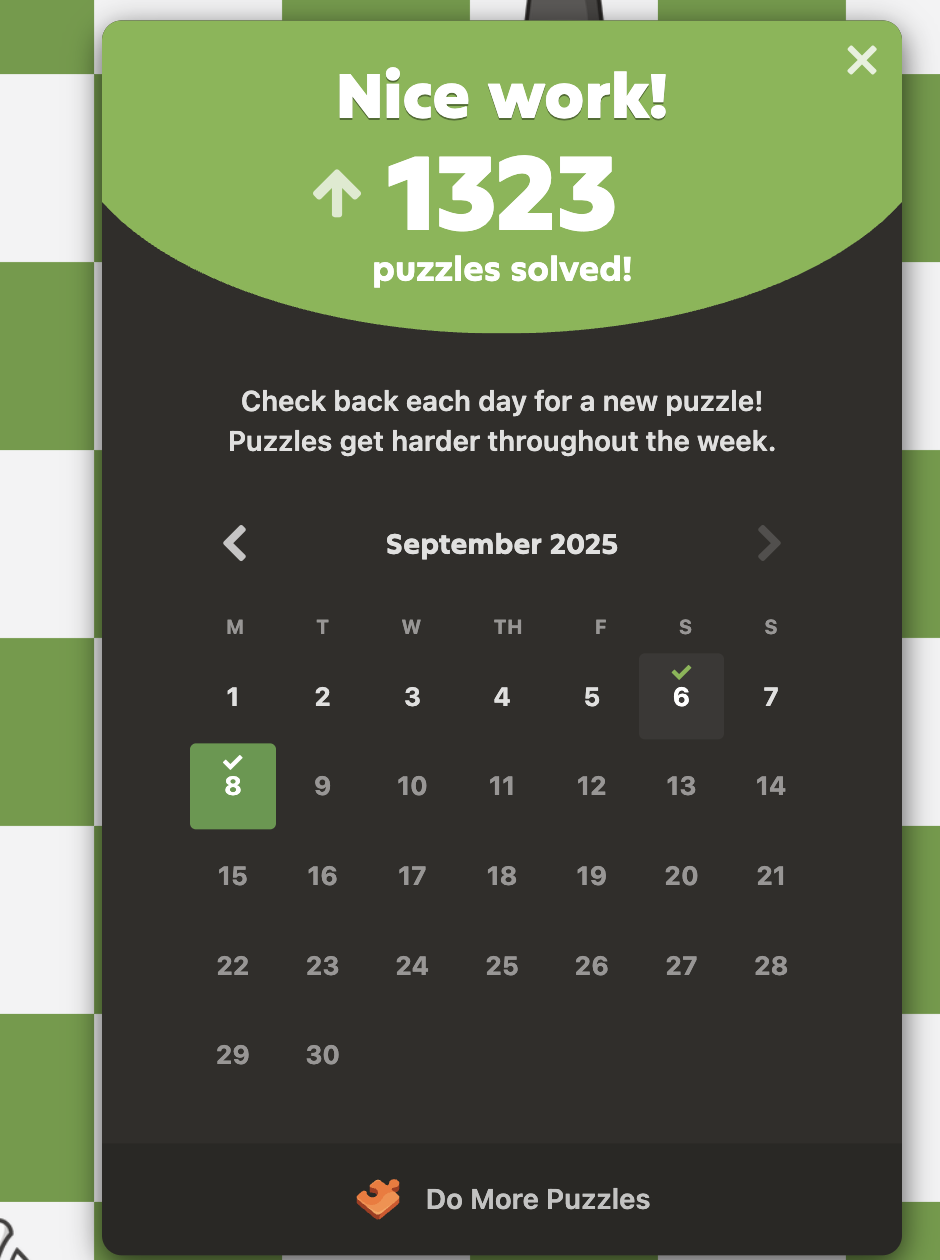 Nice work!
1323
puzzles solved!
Check back each day for a new puzzle!
Puzzles get harder throughout the week.
September 2025
M T W TH F S S
1 2 3 4 5 6 7
8 9 10 11 12 13 14
15 16 17 18 19 20 21
22 23 24 25 26 27 28
29 30
Do More Puzzles